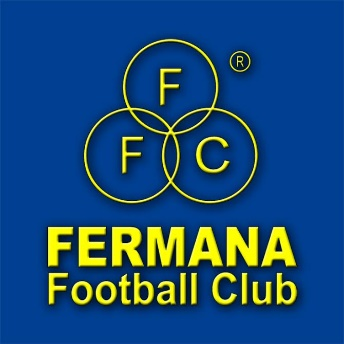 F ®
F C
FERMANA
Football Club